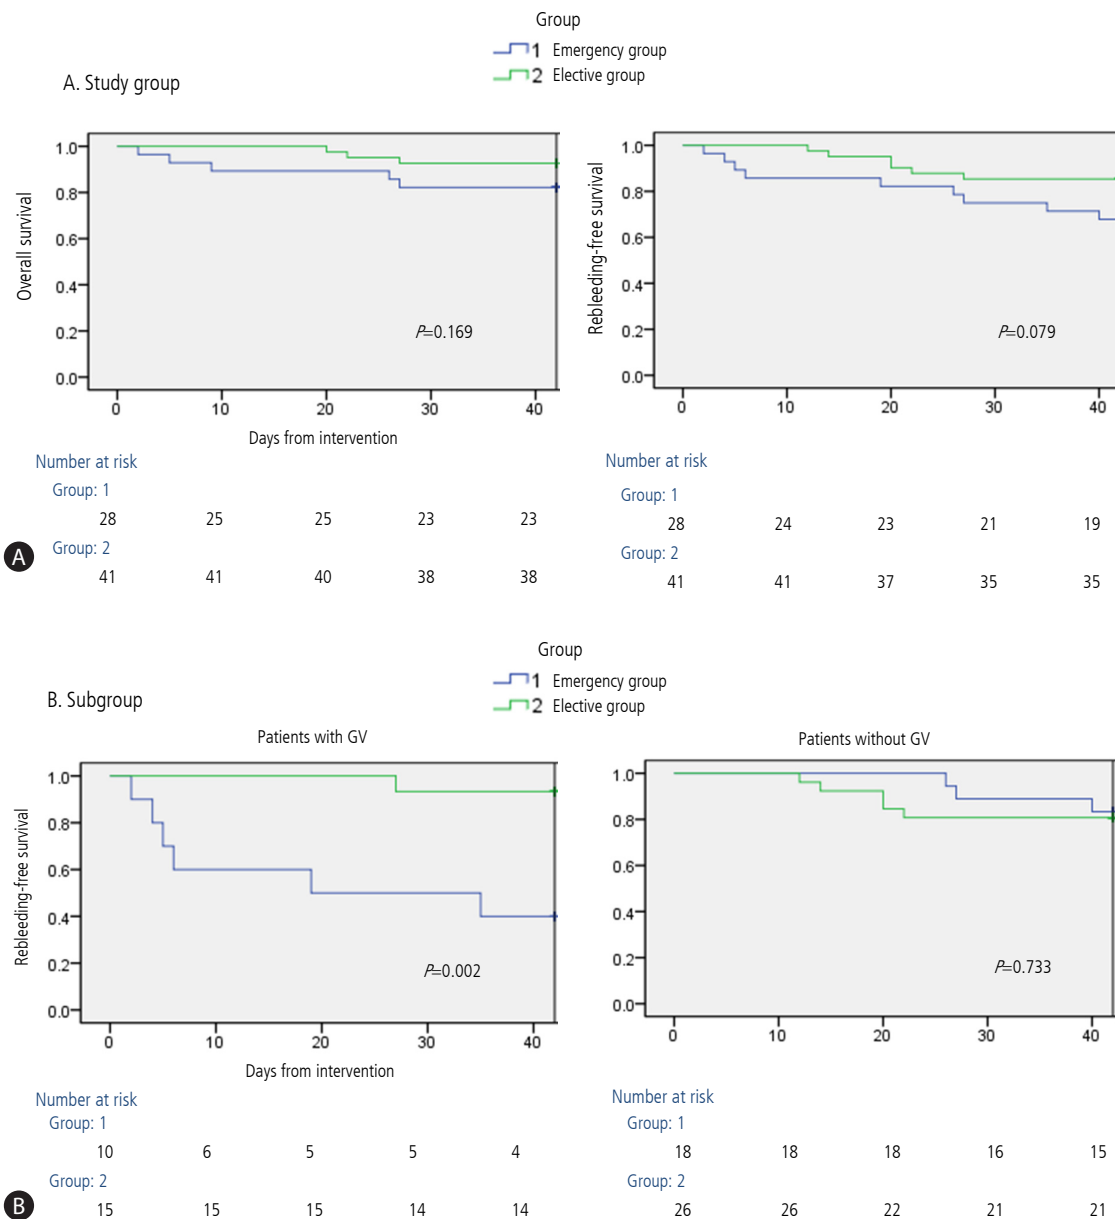 Group
1 Emergency group
2 Elective group
A. Study group
Overall survival
1.0
0.8
0.6
0.4
0.2
0.0
P=0.169
0 10 20 30 40
Days from intervention
Rebleeding-free survival
1.0
0.8
0.6
0.4
0.2
0.0
P=0.079
0 10 20 30 40
Number at risk
Group: 1
28 25 25 23 23
Group: 2
41 41 40 38 38
Number at risk
Group: 1
28 24 23 21 19
Group: 2
41 41 37 35 35
A
Group
1 Emergency group
2 Elective group
B. Subgroup
Patients with GV
Rebleeding-free survival
1.0
0.8
0.6
0.4
0.2
0.0
P=0.002
0 10 20 30 40
Days from intervention
Patients without GV
1.0
0.8
0.6
0.4
0.2
0.0
P=0.733
0 10 20 30 40
Number at risk
Group: 1
10 6 5 5 4
Group: 2
15 15 15 14 14
Number at risk
Group: 1
18 18 18 16 15
Group: 2
26 26 22 21 21
B